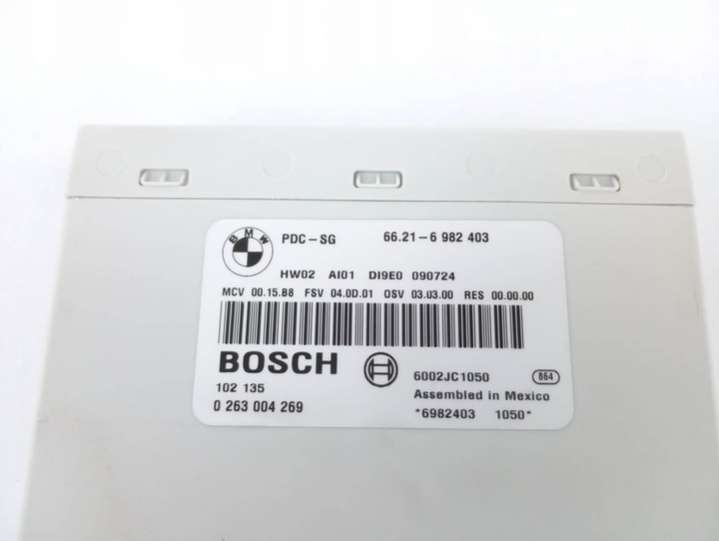 BMW
PDC-SG 66.21-6 982 403
HW02 AI01 DI9E0 090724
MCV 00.15.B8 FSV 04.0D.01 OSV 03.03.00 RES 00.00.00
BOSCH
6002JC1050 864
102 135 Assembled in Mexico
0 263 004 269 *6982403 1050*